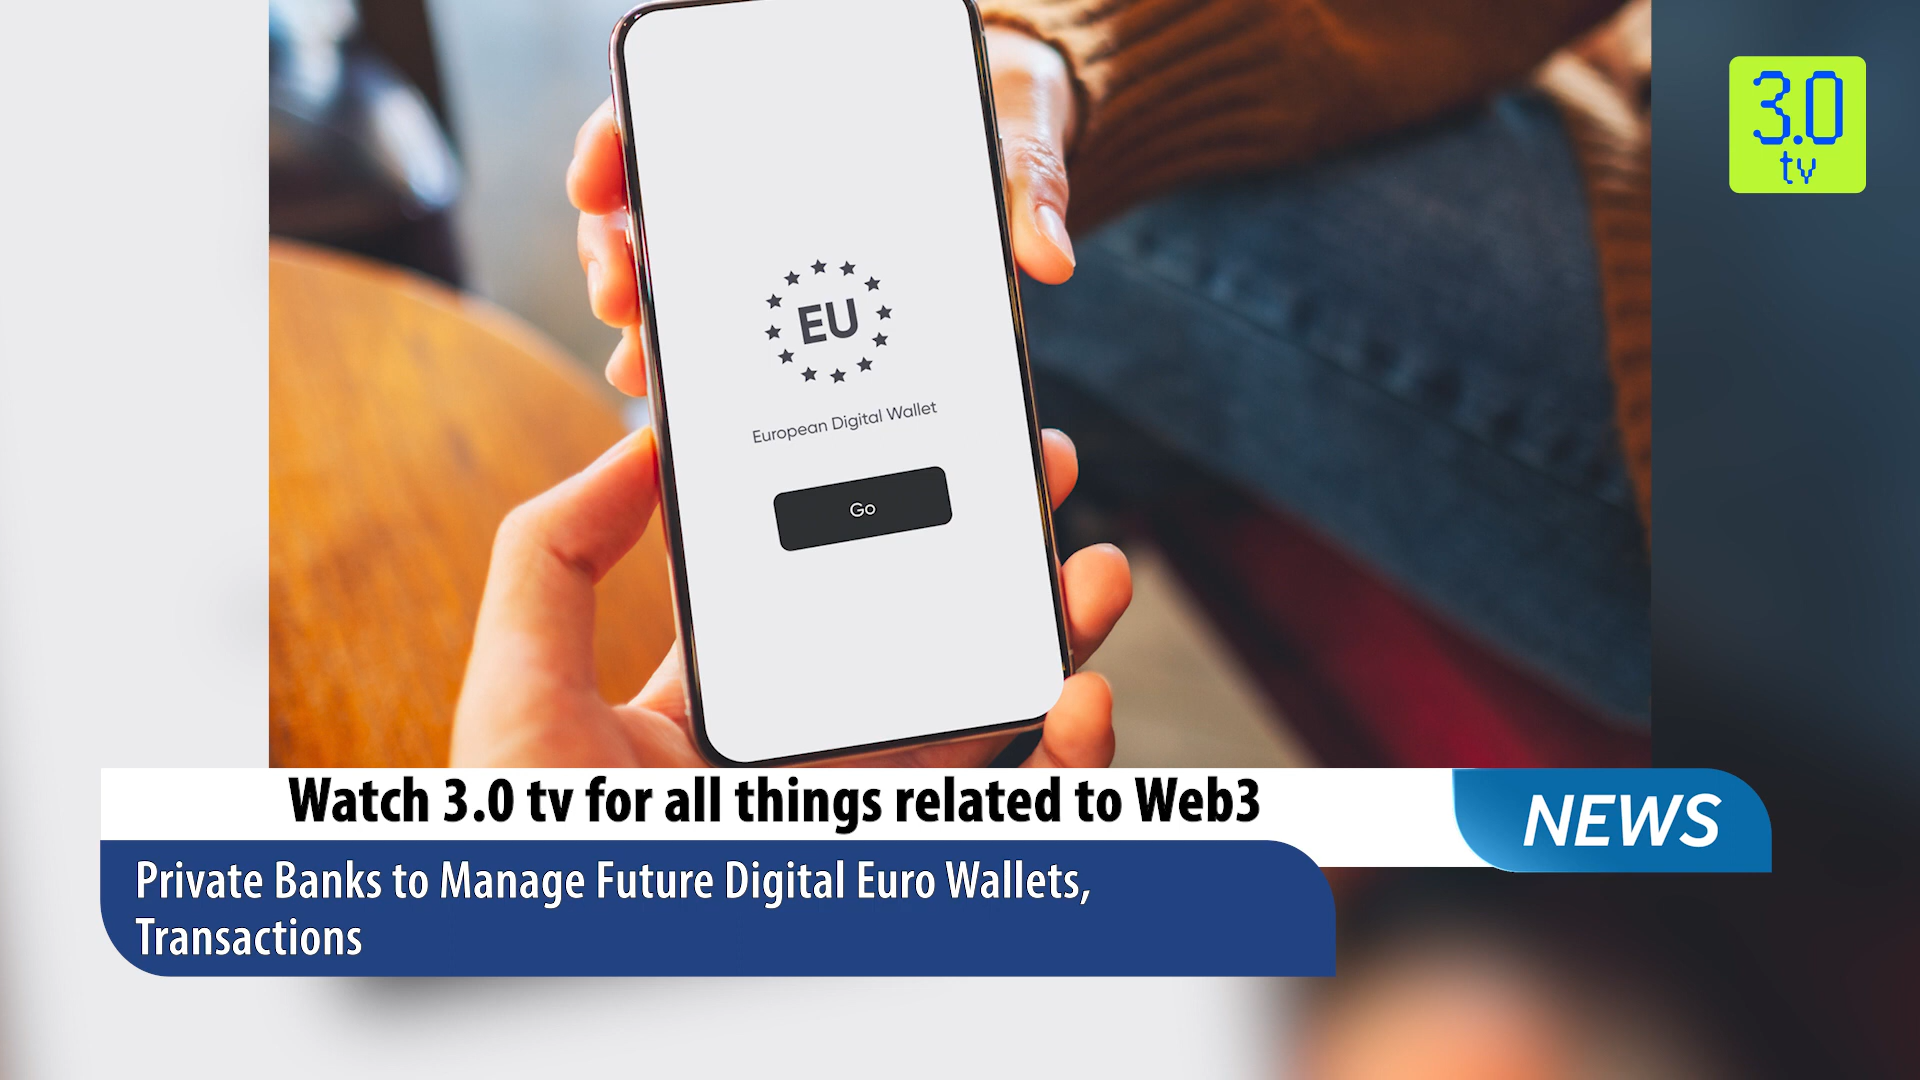 3.0
tv
EU
European Digital Wallet
Go
Watch 3.0 tv for all things related to Web3
NEWS
Private Banks to Manage Future Digital Euro Wallets,
Transactions